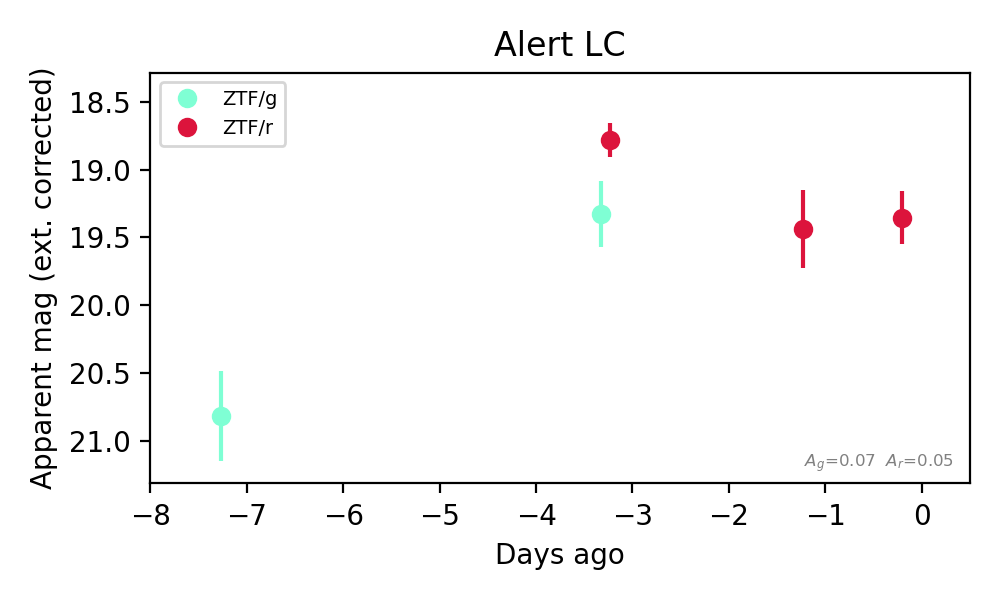 Alert LC
ZTF/g
ZTF/r
Apparent mag (ext. corrected)
18.5
19.0
19.5
20.0
20.5
21.0
A_g=0.07 A_r=0.05
−8 −7 −6 −5 −4 −3 −2 −1 0
Days ago